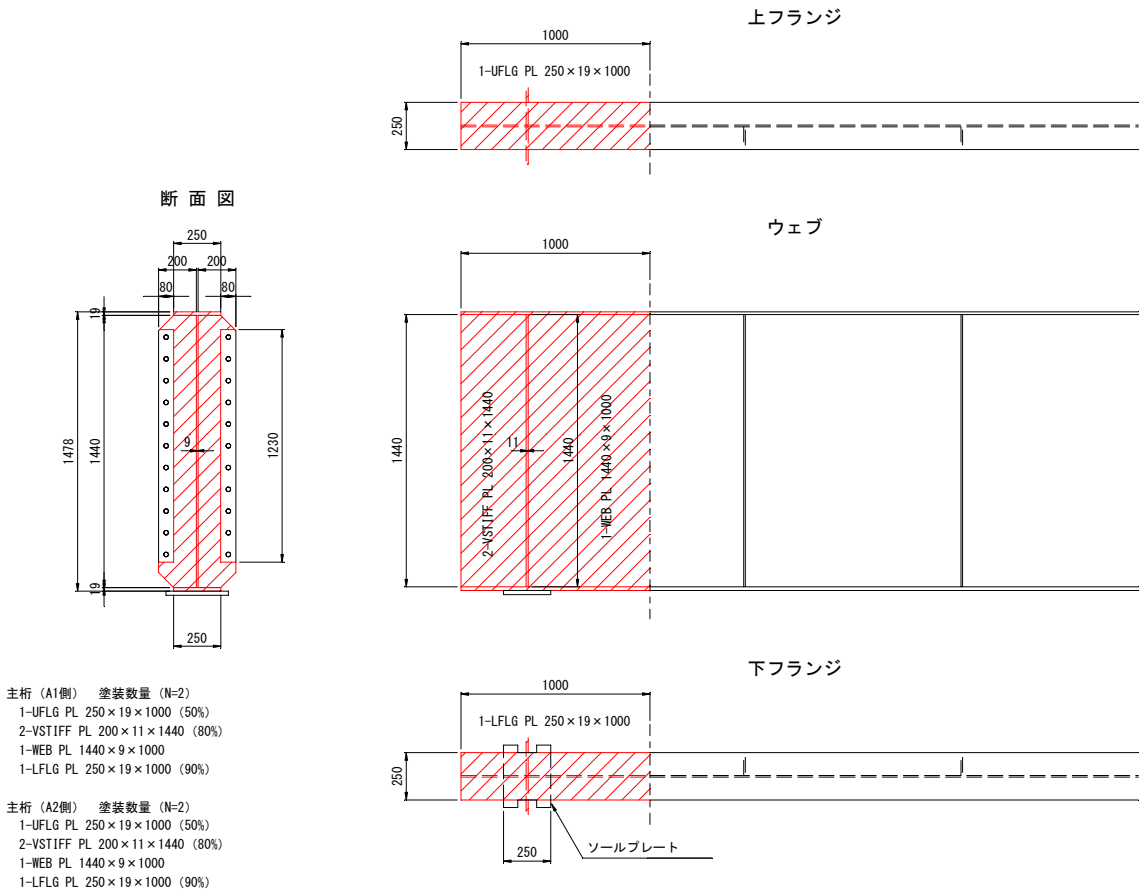 上フランジ
1000
1-UFLG PL 250×19×1000
250
断 面 図
250
200 200
80 80
19
1478
1440
9
1230
19
250
ウェブ
1000
1440
2-VSTIFF PL 200×11×1440
11
1440
1-WEB PL 1440×9×1000
下フランジ
1000
1-LFLG PL 250×19×1000
250
250
ソールプレート
主桁 (A1側) 塗装数量 (N=2)
1-UFLG PL 250×19×1000 (50%)
2-VSTIFF PL 200×11×1440 (80%)
1-WEB PL 1440×9×1000
1-LFLG PL 250×19×1000 (90%)
主桁 (A2側) 塗装数量 (N=2)
1-UFLG PL 250×19×1000 (50%)
2-VSTIFF PL 200×11×1440 (80%)
1-WEB PL 1440×9×1000
1-LFLG PL 250×19×1000 (90%)